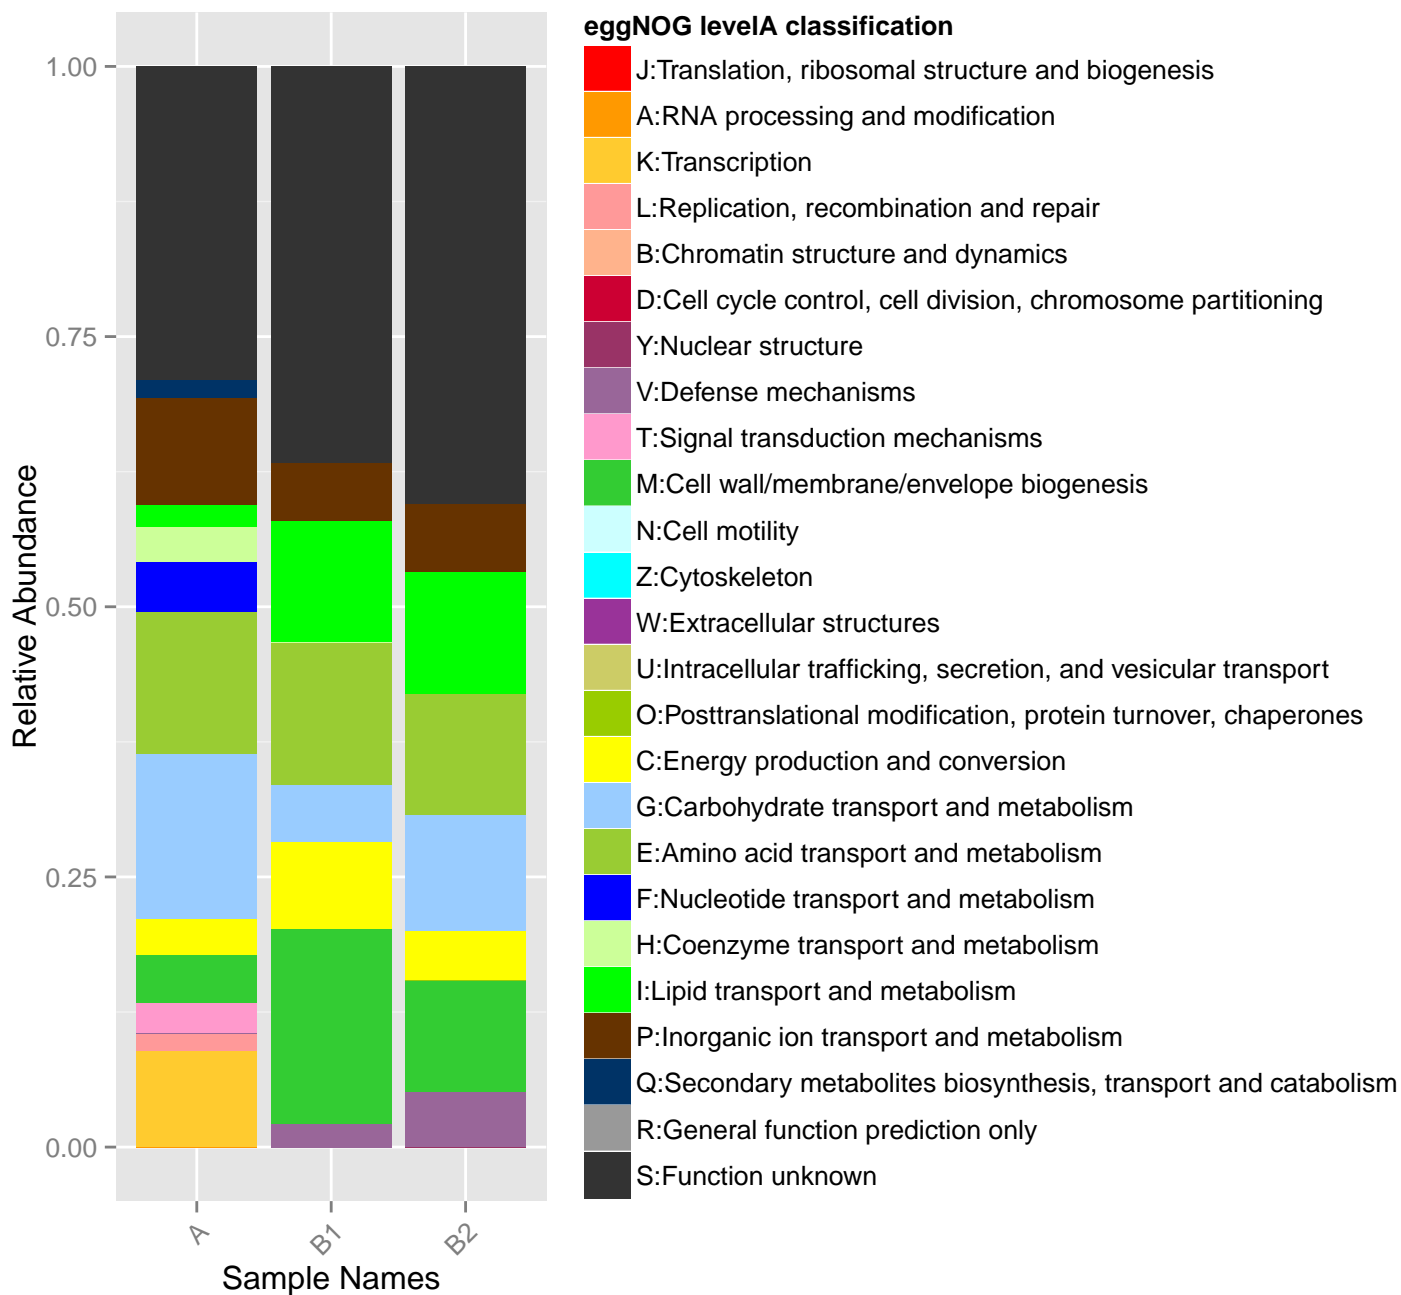 eggNOG levelA classification
J:Translation, ribosomal structure and biogenesis
A:RNA processing and modification
K:Transcription
L:Replication, recombination and repair
B:Chromatin structure and dynamics
D:Cell cycle control, cell division, chromosome partitioning
Y:Nuclear structure
V:Defense mechanisms
T:Signal transduction mechanisms
M:Cell wall/membrane/envelope biogenesis
N:Cell motility
Z:Cytoskeleton
W:Extracellular structures
U:Intracellular trafficking, secretion, and vesicular transport
O:Posttranslational modification, protein turnover, chaperones
C:Energy production and conversion
G:Carbohydrate transport and metabolism
E:Amino acid transport and metabolism
F:Nucleotide transport and metabolism
H:Coenzyme transport and metabolism
I:Lipid transport and metabolism
P:Inorganic ion transport and metabolism
Q:Secondary metabolites biosynthesis, transport and catabolism
R:General function prediction only
S:Function unknown
Relative Abundance
1.00
0.75
0.50
0.25
0.00
A
B1
B2
Sample Names